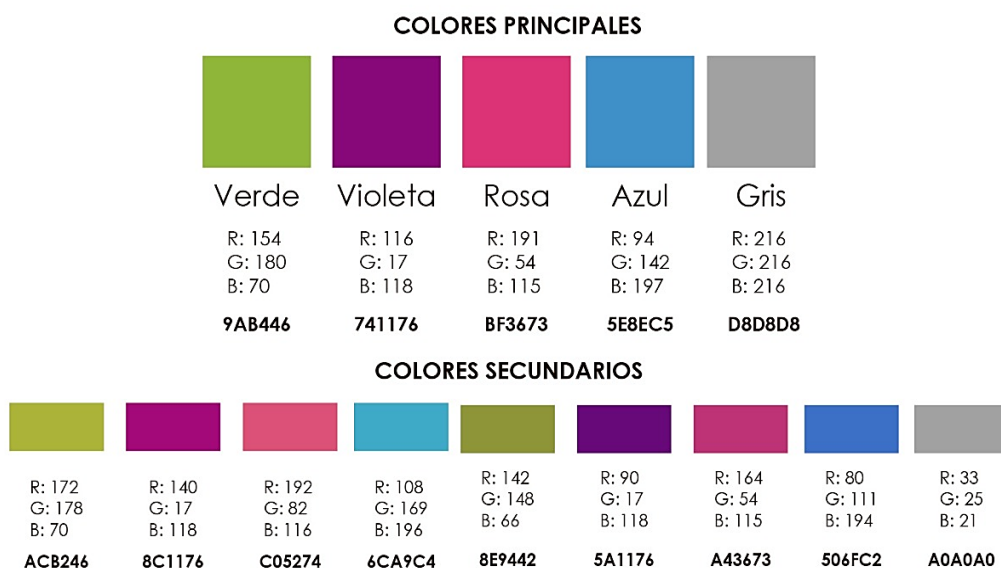 COLORES PRINCIPALES
Verde Violeta Rosa Azul Gris
R: 154 R: 116 R: 191 R: 94 R: 216
G: 180 G: 17 G: 54 G: 142 G: 216
B: 70 B: 118 B: 115 B: 197 B: 216
9AB446 741176 BF3673 5E8EC5 D8D8D8
COLORES SECUNDARIOS
R: 172 R: 140 R: 192 R: 108 R: 142 R: 90 R: 164 R: 80 R: 33
G: 178 G: 17 G: 82 G: 169 G: 148 G: 17 G: 54 G: 111 G: 25
B: 70 B: 118 B: 116 B: 196 B: 66 B: 118 B: 115 B: 194 B: 21
ACB246 8C1176 C05274 6CA9C4 8E9442 5A1176 A43673 506FC2 A0A0A0